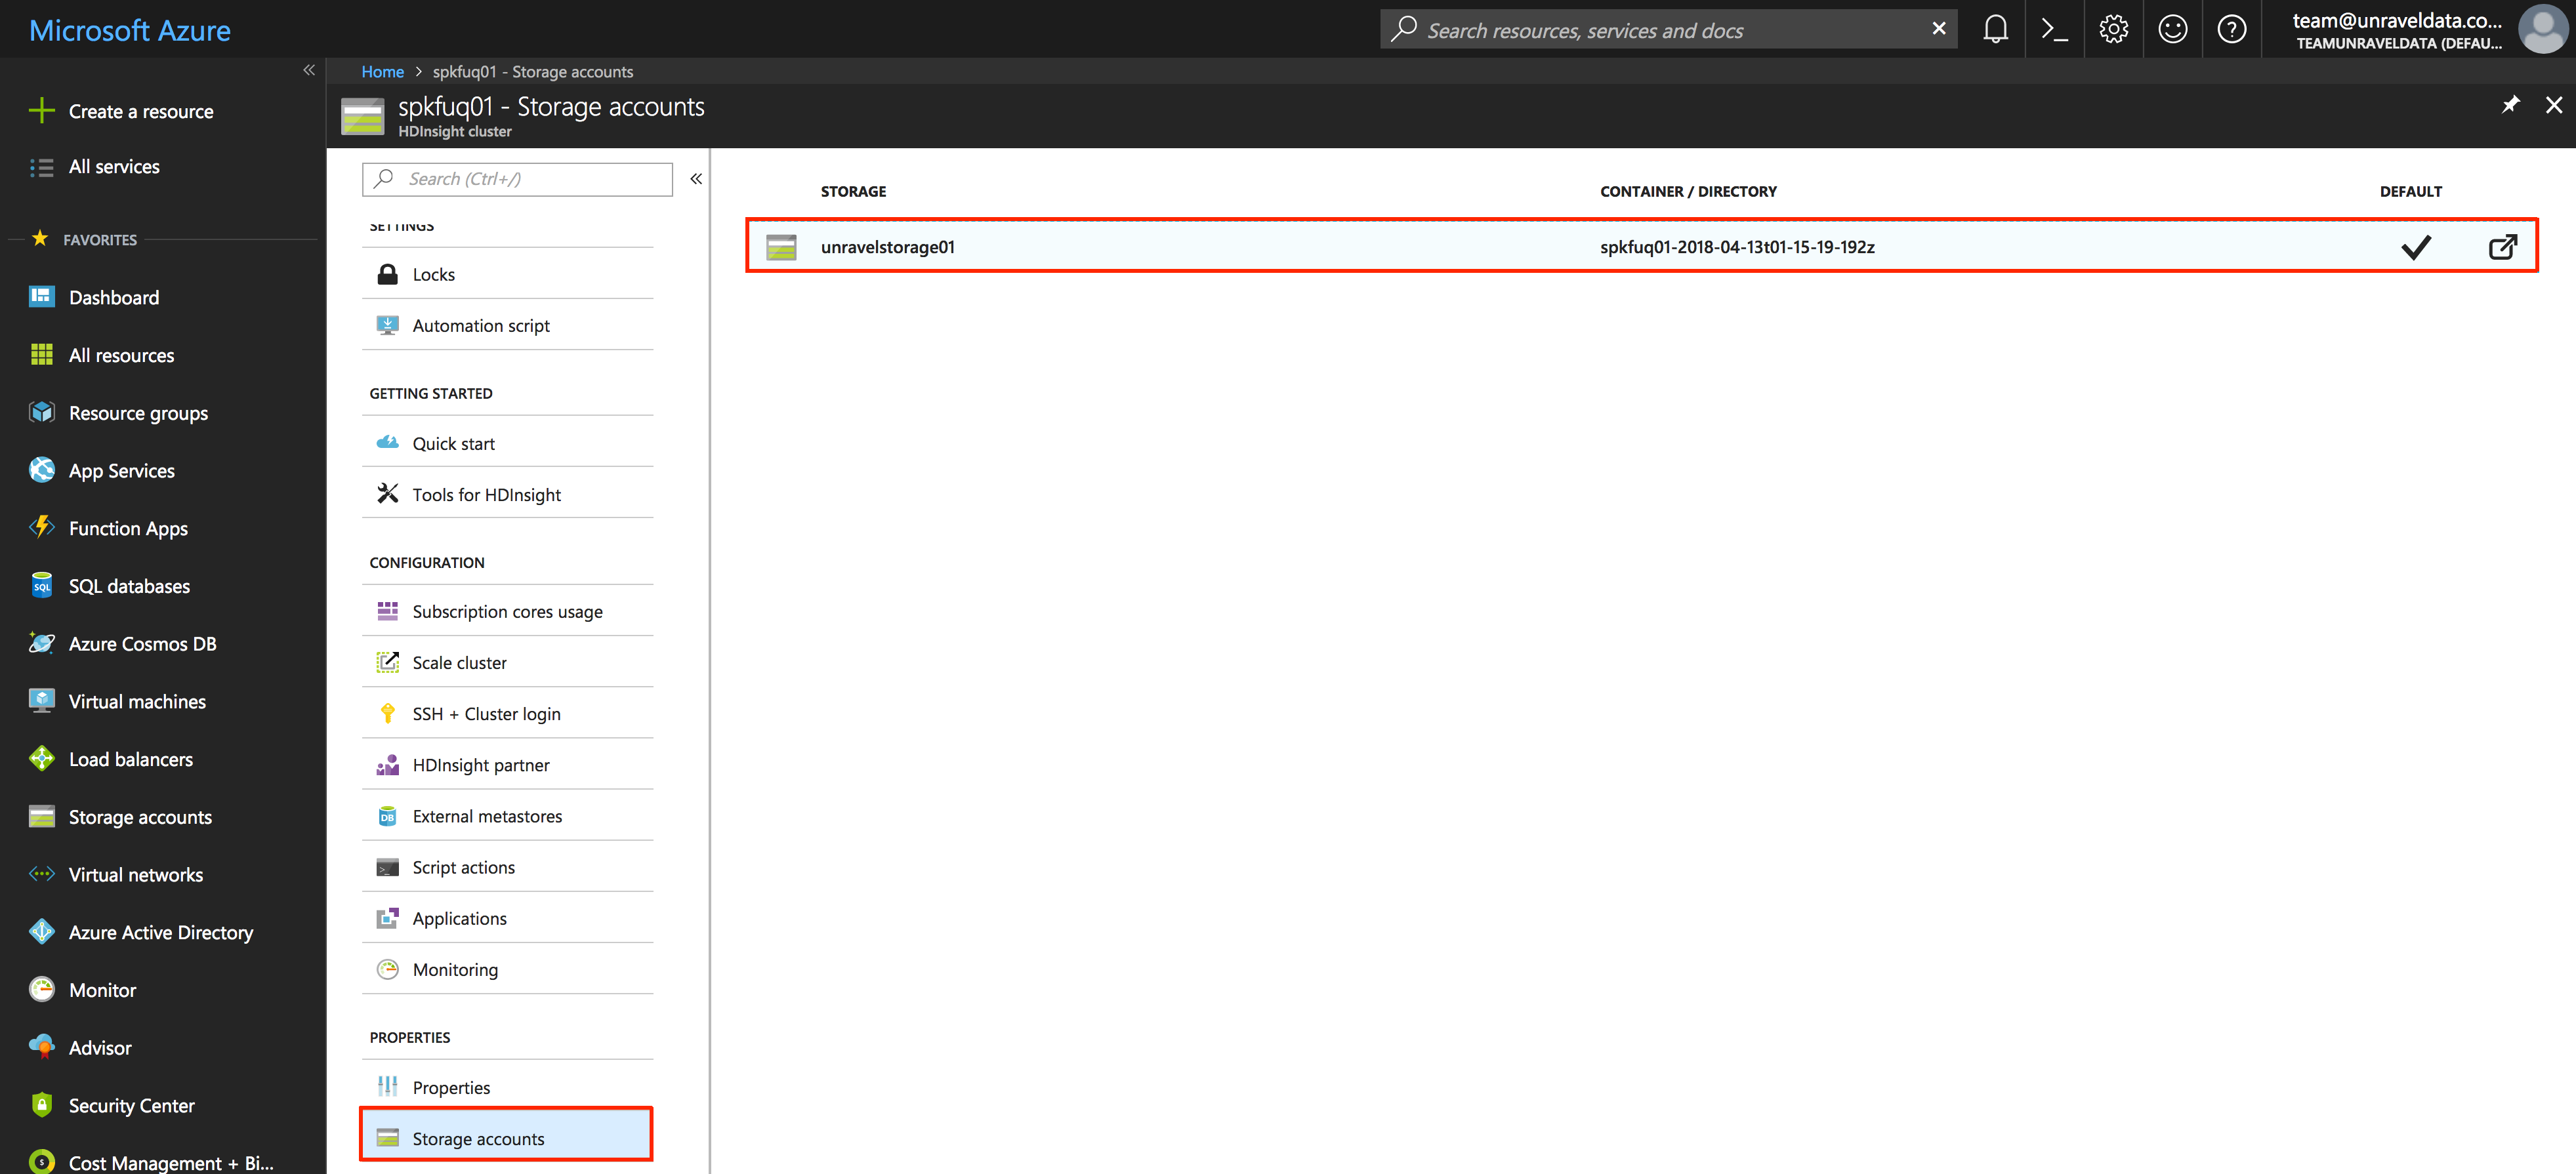 Microsoft Azure
Search resources, services and docs
team@unraveldata.co...
TEAMUNRAVELDATA (DEFAU...
Home > spkfuq01 - Storage accounts
spkfuq01 - Storage accounts
HDInsight cluster
Create a resource
All services
FAVORITES
Dashboard
All resources
Resource groups
App Services
Function Apps
SQL databases
Azure Cosmos DB
Virtual machines
Load balancers
Storage accounts
Virtual networks
Azure Active Directory
Monitor
Advisor
Security Center
Cost Management + Bi...
Search (Ctrl+/)
SETTINGS
Locks
Automation script
GETTING STARTED
Quick start
Tools for HDInsight
CONFIGURATION
Subscription cores usage
Scale cluster
SSH + Cluster login
HDInsight partner
External metastores
Script actions
Applications
Monitoring
PROPERTIES
Properties
Storage accounts
STORAGE CONTAINER / DIRECTORY DEFAULT
unravelstorage01 spkfuq01-2018-04-13t01-15-19-192z